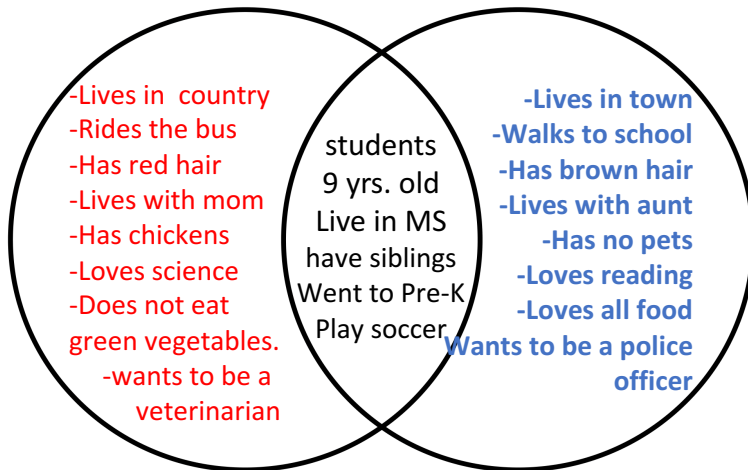 -Lives in  country
-Rides the bus
-Has red hair
-Lives with mom
-Has chickens
-Loves science
-Does not eat
green vegetables.
-wants to be a
veterinarian
students
9 yrs. old
Live in MS
have siblings
Went to Pre-K
Play soccer
-Lives in town
-Walks to school
-Has brown hair
-Lives with aunt
-Has no pets
-Loves reading
-Loves all food
Wants to be a police
officer